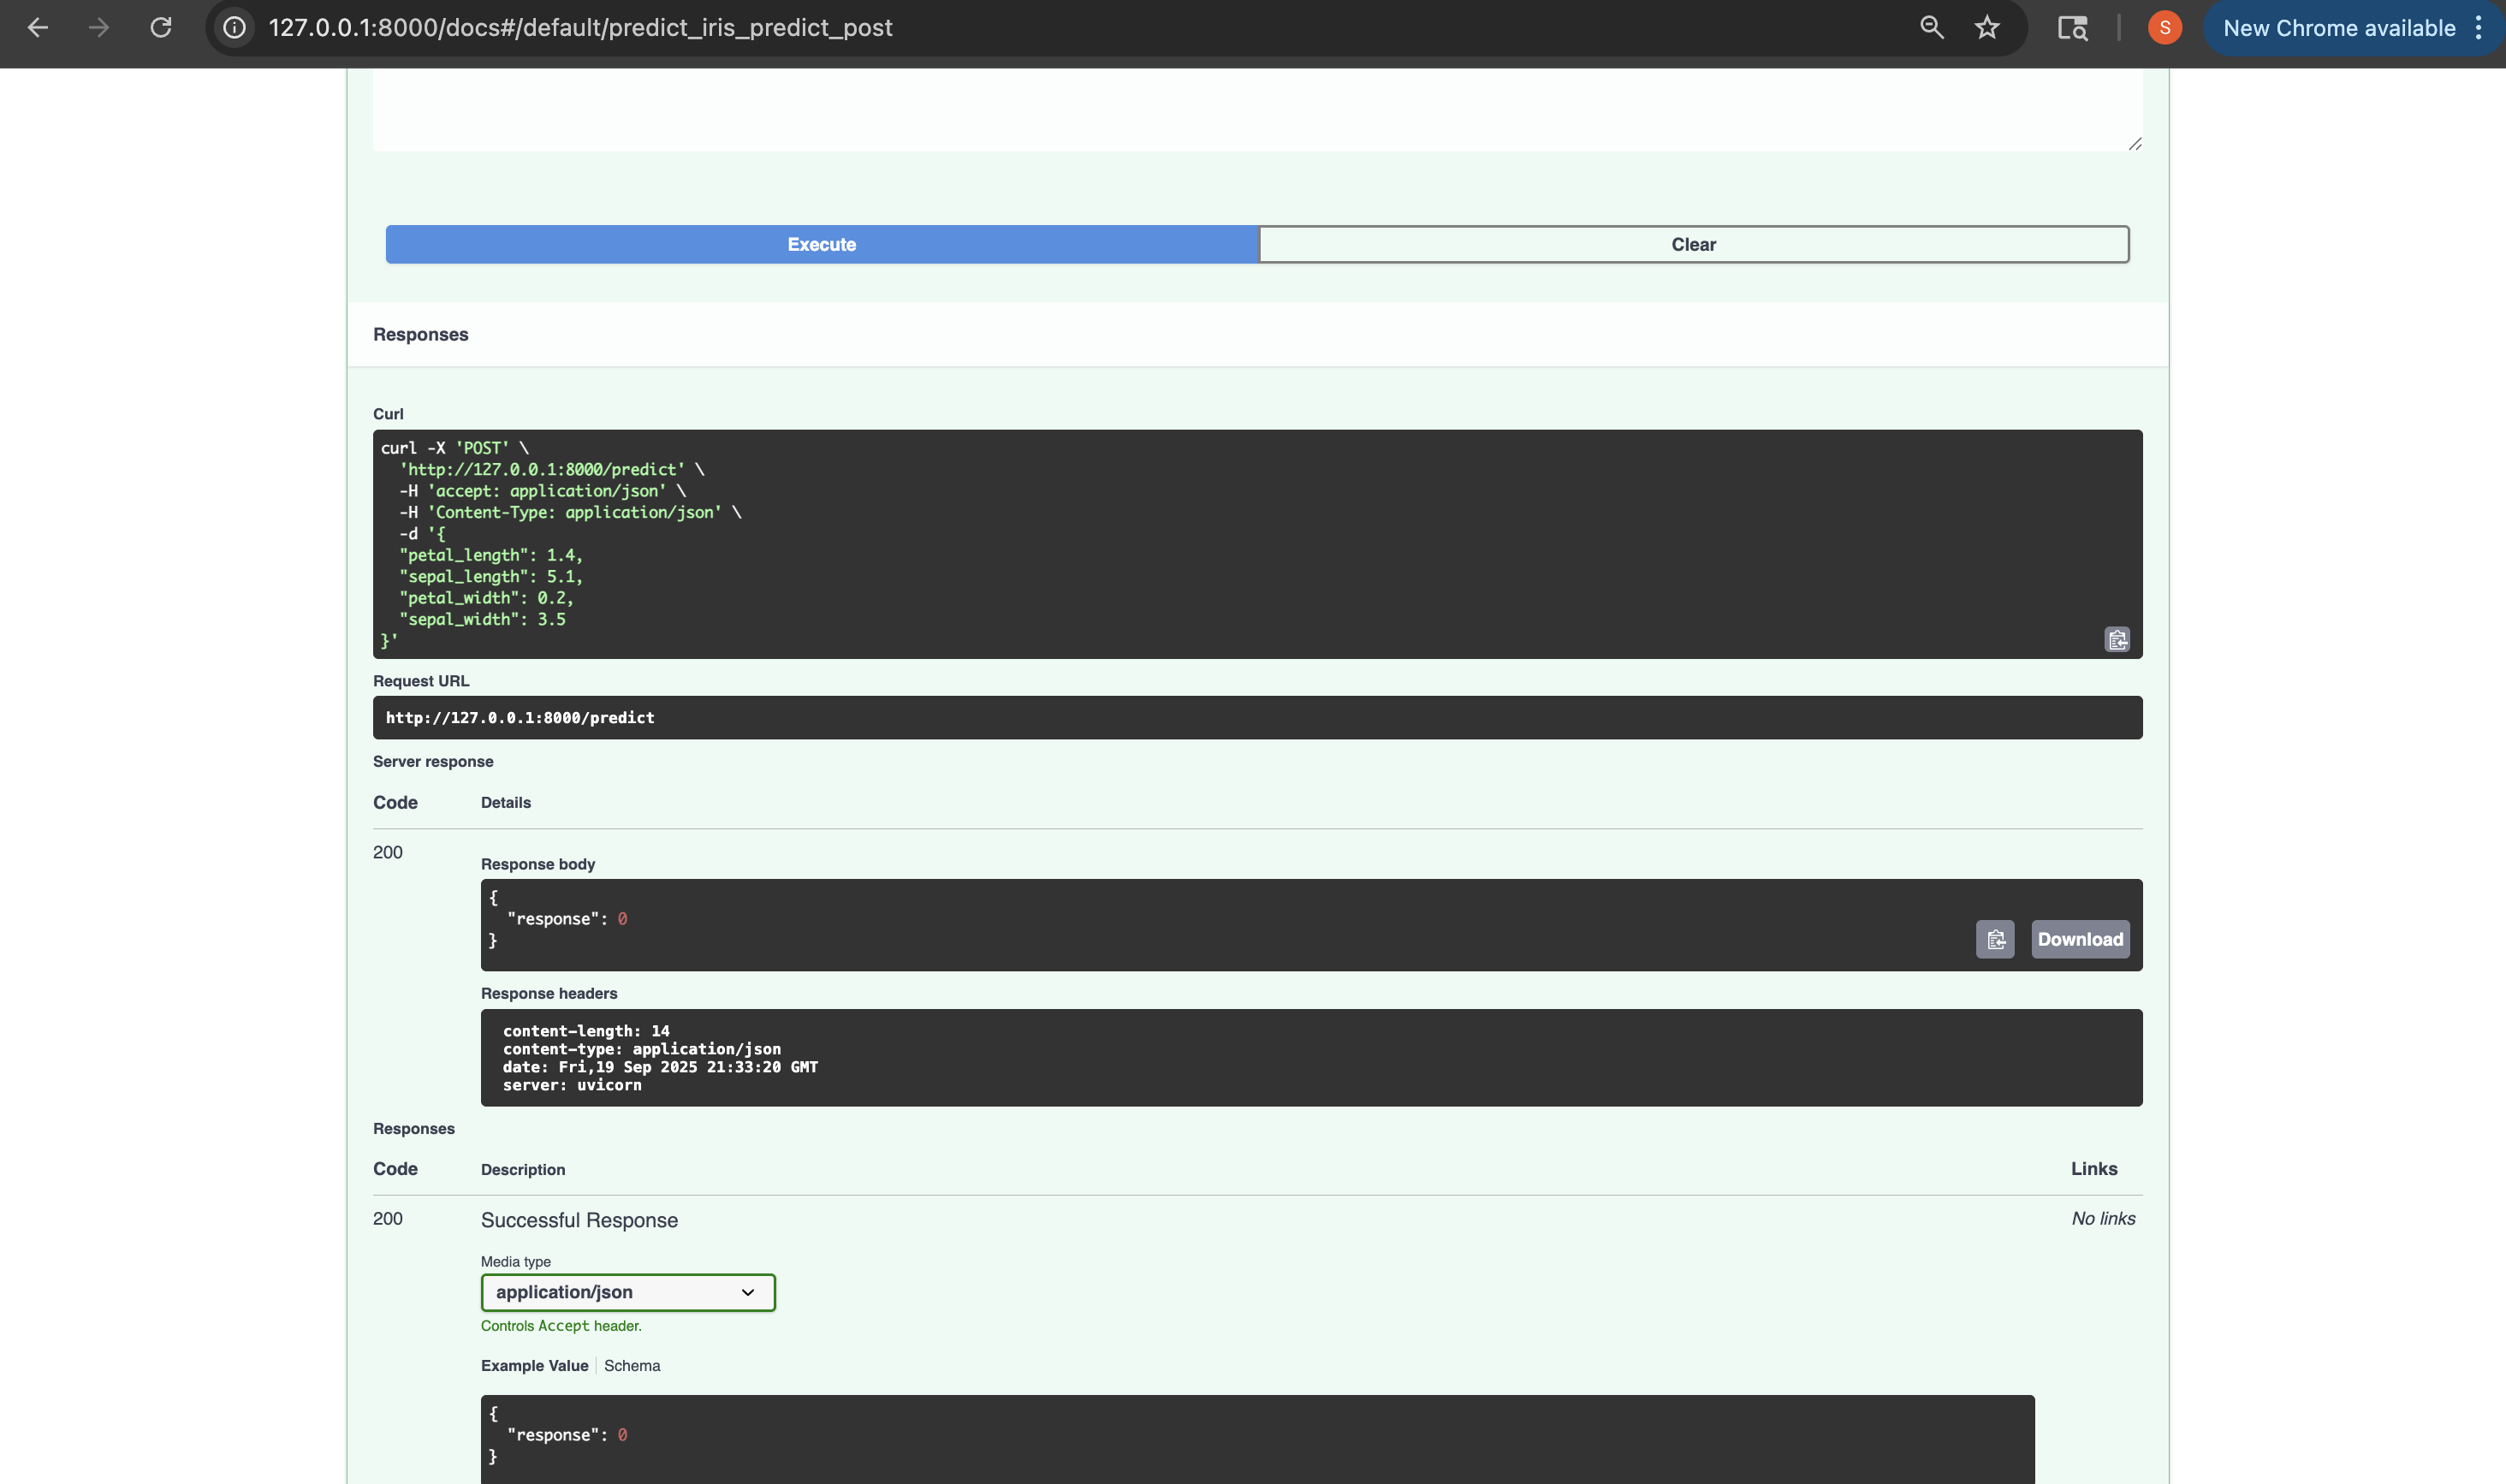 127.0.0.1:8000/docs#/default/predict_iris_predict_post
S
New Chrome available
Execute
Clear
Responses
Curl
curl -X 'POST' \
  'http://127.0.0.1:8000/predict' \
  -H 'accept: application/json' \
  -H 'Content-Type: application/json' \
  -d '{
  "petal_length": 1.4,
  "sepal_length": 5.1,
  "petal_width": 0.2,
  "sepal_width": 3.5
}'
Request URL
http://127.0.0.1:8000/predict
Server response
Code Details
200
Response body
{
  "response": 0
}
Download
Response headers
content-length: 14
content-type: application/json
date: Fri,19 Sep 2025 21:33:20 GMT
server: uvicorn
Responses
Code Description Links
200 Successful Response No links
Media type
application/json
Controls Accept header.
Example Value Schema
{
  "response": 0
}